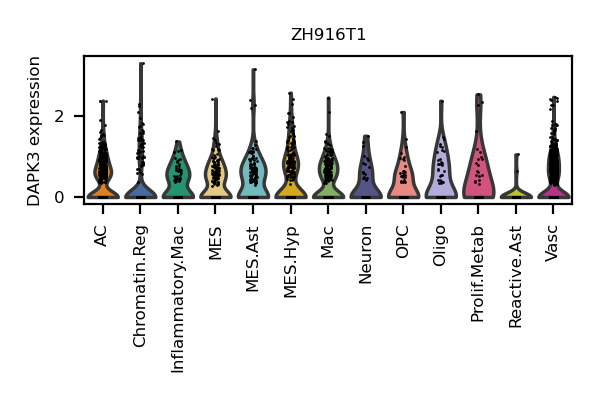 ZH916T1
DAPK3 expression
2
0
AC
Chromatin.Reg
Inflammatory.Mac
MES
MES.Ast
MES.Hyp
Mac
Neuron
OPC
Oligo
Prolif.Metab
Reactive.Ast
Vasc